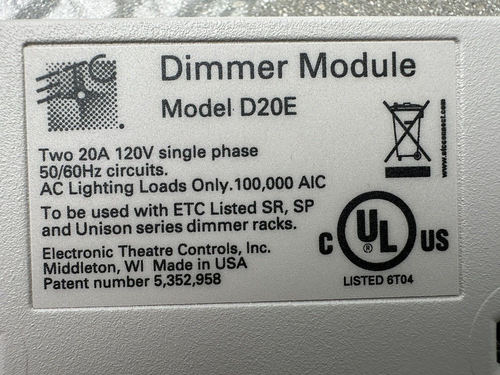 ETC
Dimmer Module
Model D20E
Two 20A 120V single phase
50/60Hz circuits.
AC Lighting Loads Only.100,000 AIC
To be used with ETC Listed SR, SP
and Unison series dimmer racks.
Electronic Theatre Controls, Inc.
Middleton, WI Made in USA
Patent number 5,352,958
www.etcconnect.com
C UL ® US
LISTED 6T04